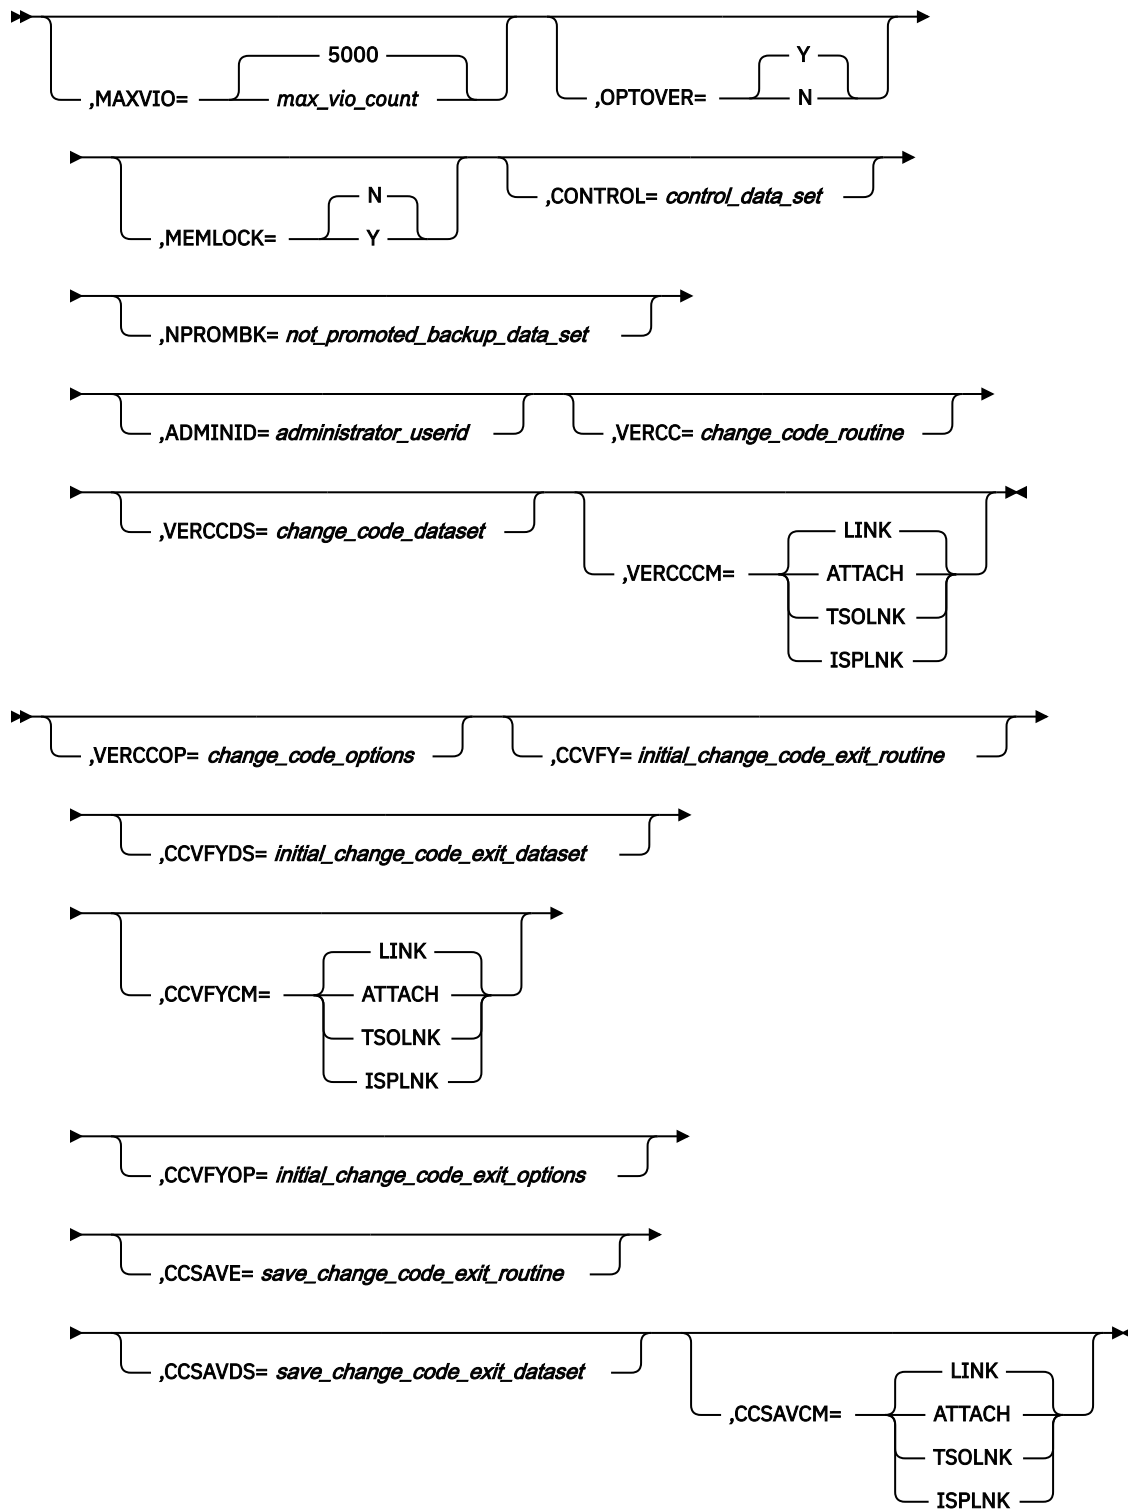 5000
,MAXVIO= max_vio_count
Y
,OPTOVER= N
N
,MEMLOCK= Y
,CONTROL= control_data_set
,NPROMBK= not_promoted_backup_data_set
,ADMINID= administrator_userid
,VERCC= change_code_routine
,VERCCDS= change_code_dataset
LINK
,VERCCCM= ATTACH
TSOLNK
ISPLNK
,VERCCOP= change_code_options
,CCVFY= initial_change_code_exit_routine
,CCVFYDS= initial_change_code_exit_dataset
LINK
,CCVFYCM= ATTACH
TSOLNK
ISPLNK
,CCVFYOP= initial_change_code_exit_options
,CCSAVE= save_change_code_exit_routine
,CCSAVDS= save_change_code_exit_dataset
LINK
,CCSAVCM= ATTACH
TSOLNK
ISPLNK